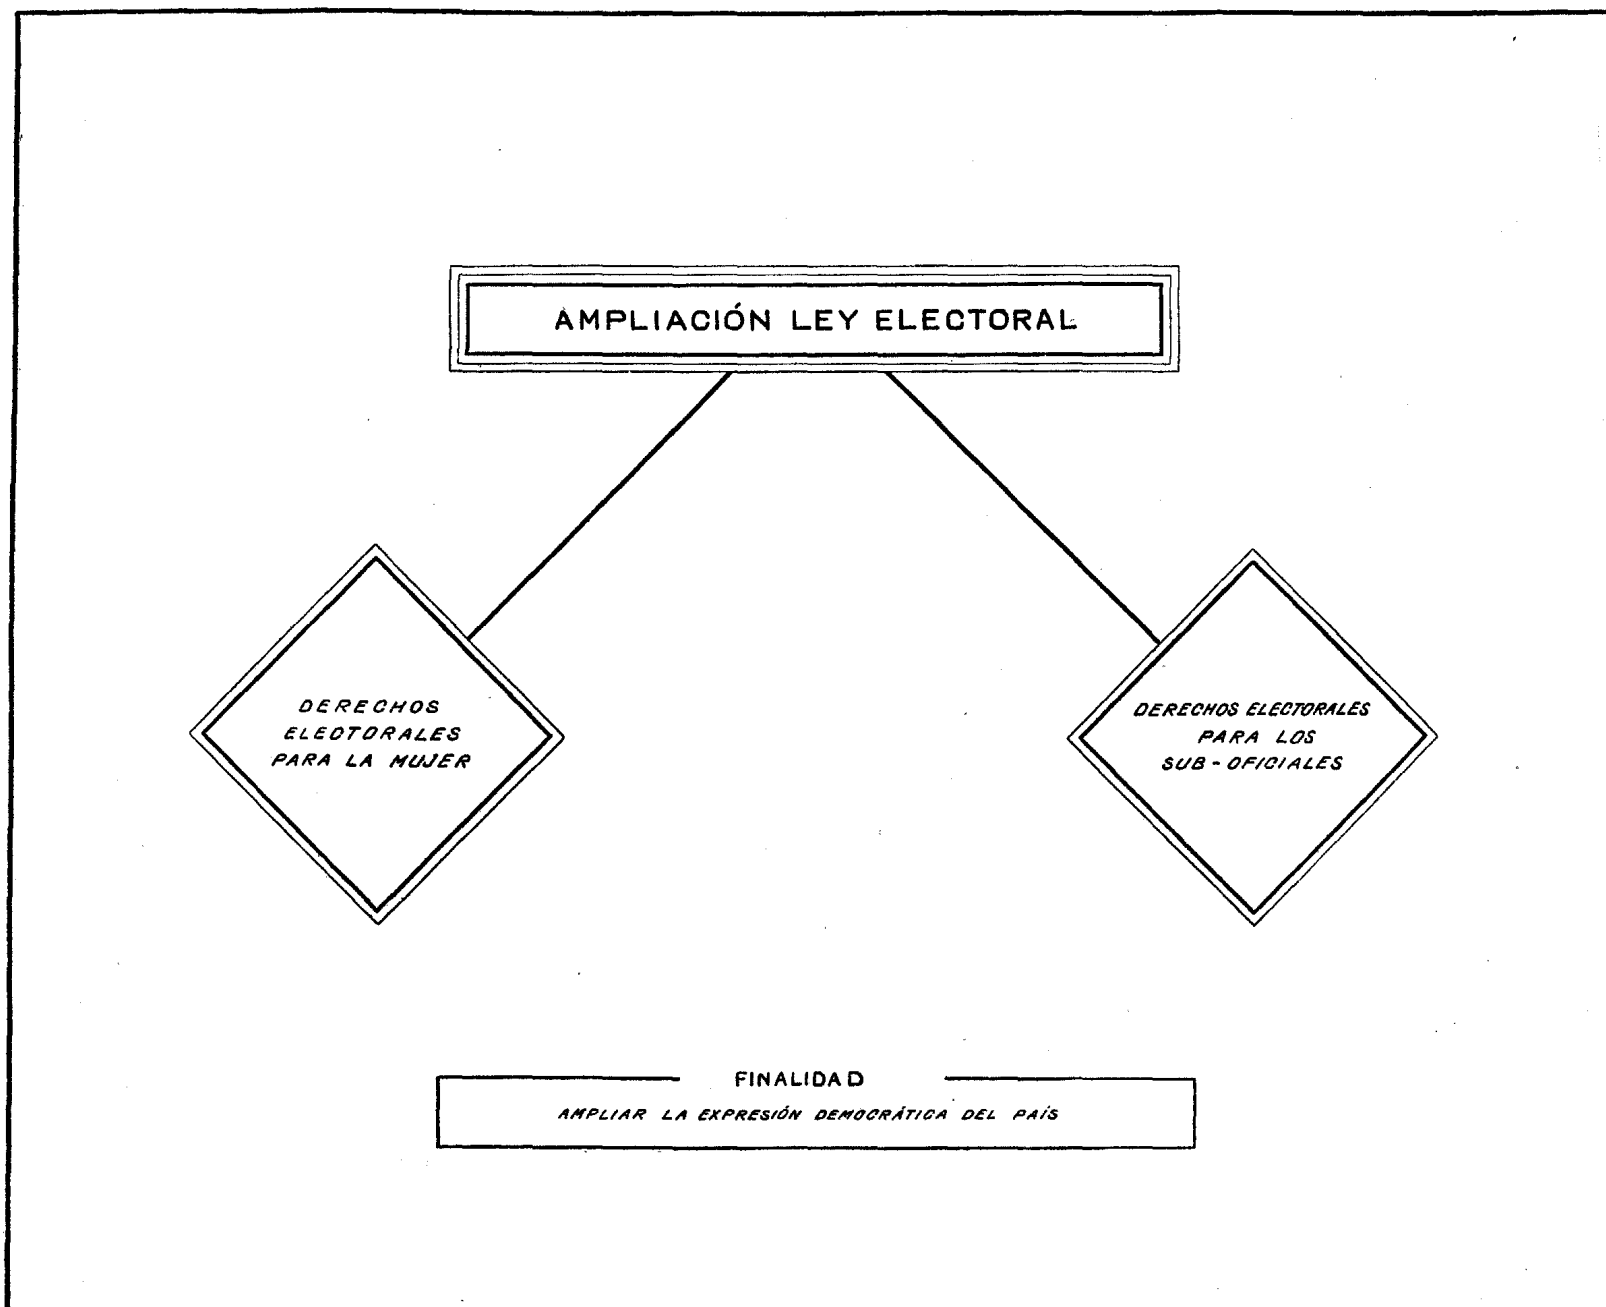 AMPLIACIÓN LEY ELECTORAL
DERECHOS
ELECTORALES
PARA LA MUJER
DERECHOS ELECTORALES
PARA LOS
SUB-OFICIALES
FINALIDAD
AMPLIAR LA EXPRESIÓN DEMOCRÁTICA DEL PAÍS